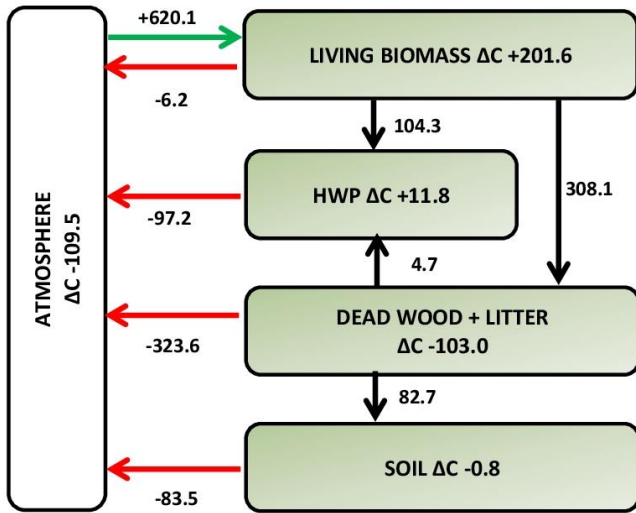 +620.1
LIVING BIOMASS ΔC +201.6
-6.2
104.3
HWP ΔC +11.8
308.1
-97.2
4.7
ATMOSPHERE
ΔC -109.5
DEAD WOOD + LITTER
ΔC -103.0
-323.6
82.7
SOIL ΔC -0.8
-83.5